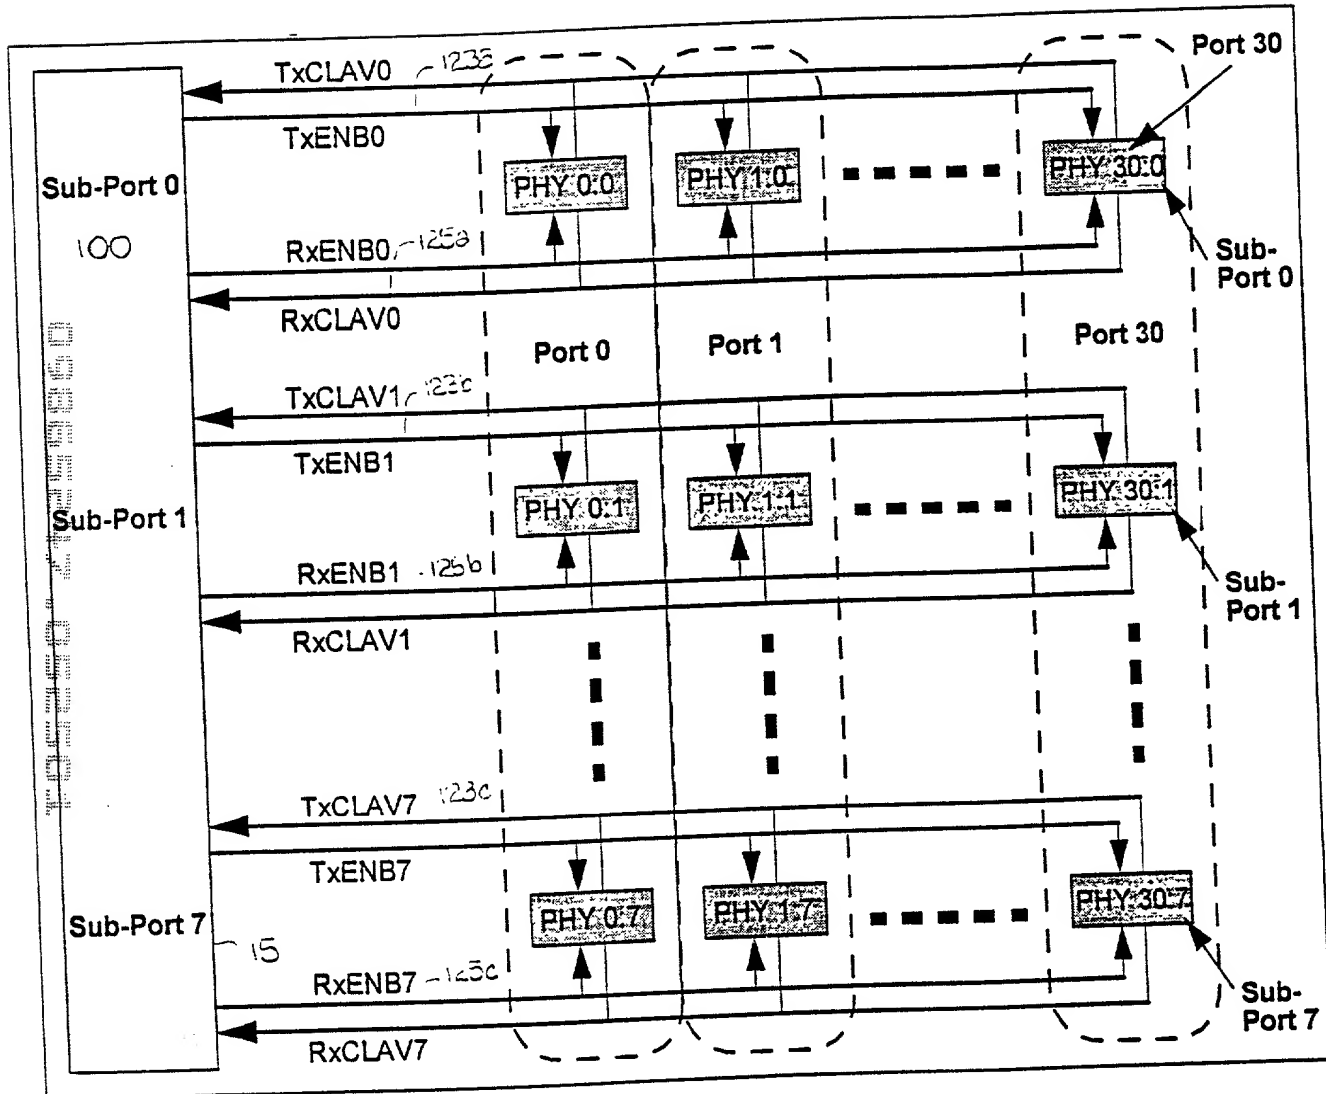 Port 30
TxCLAV0
123a
TxENB0
Sub-Port 0
PHY 0:0
PHY 1:0
PHY 30:0
100
RxENB0
125a
Sub-
Port 0
RxCLAV0
Port 0
Port 1
Port 30
TxCLAV1
123b
TxENB1
Sub-Port 1
PHY 0:1
PHY 1:1
PHY 30:1
RxENB1
125b
Sub-
Port 1
RxCLAV1
TxCLAV7
123c
TxENB7
Sub-Port 7
PHY 0:7
PHY 1:7
PHY 30:7
15
RxENB7
125c
Sub-
Port 7
RxCLAV7